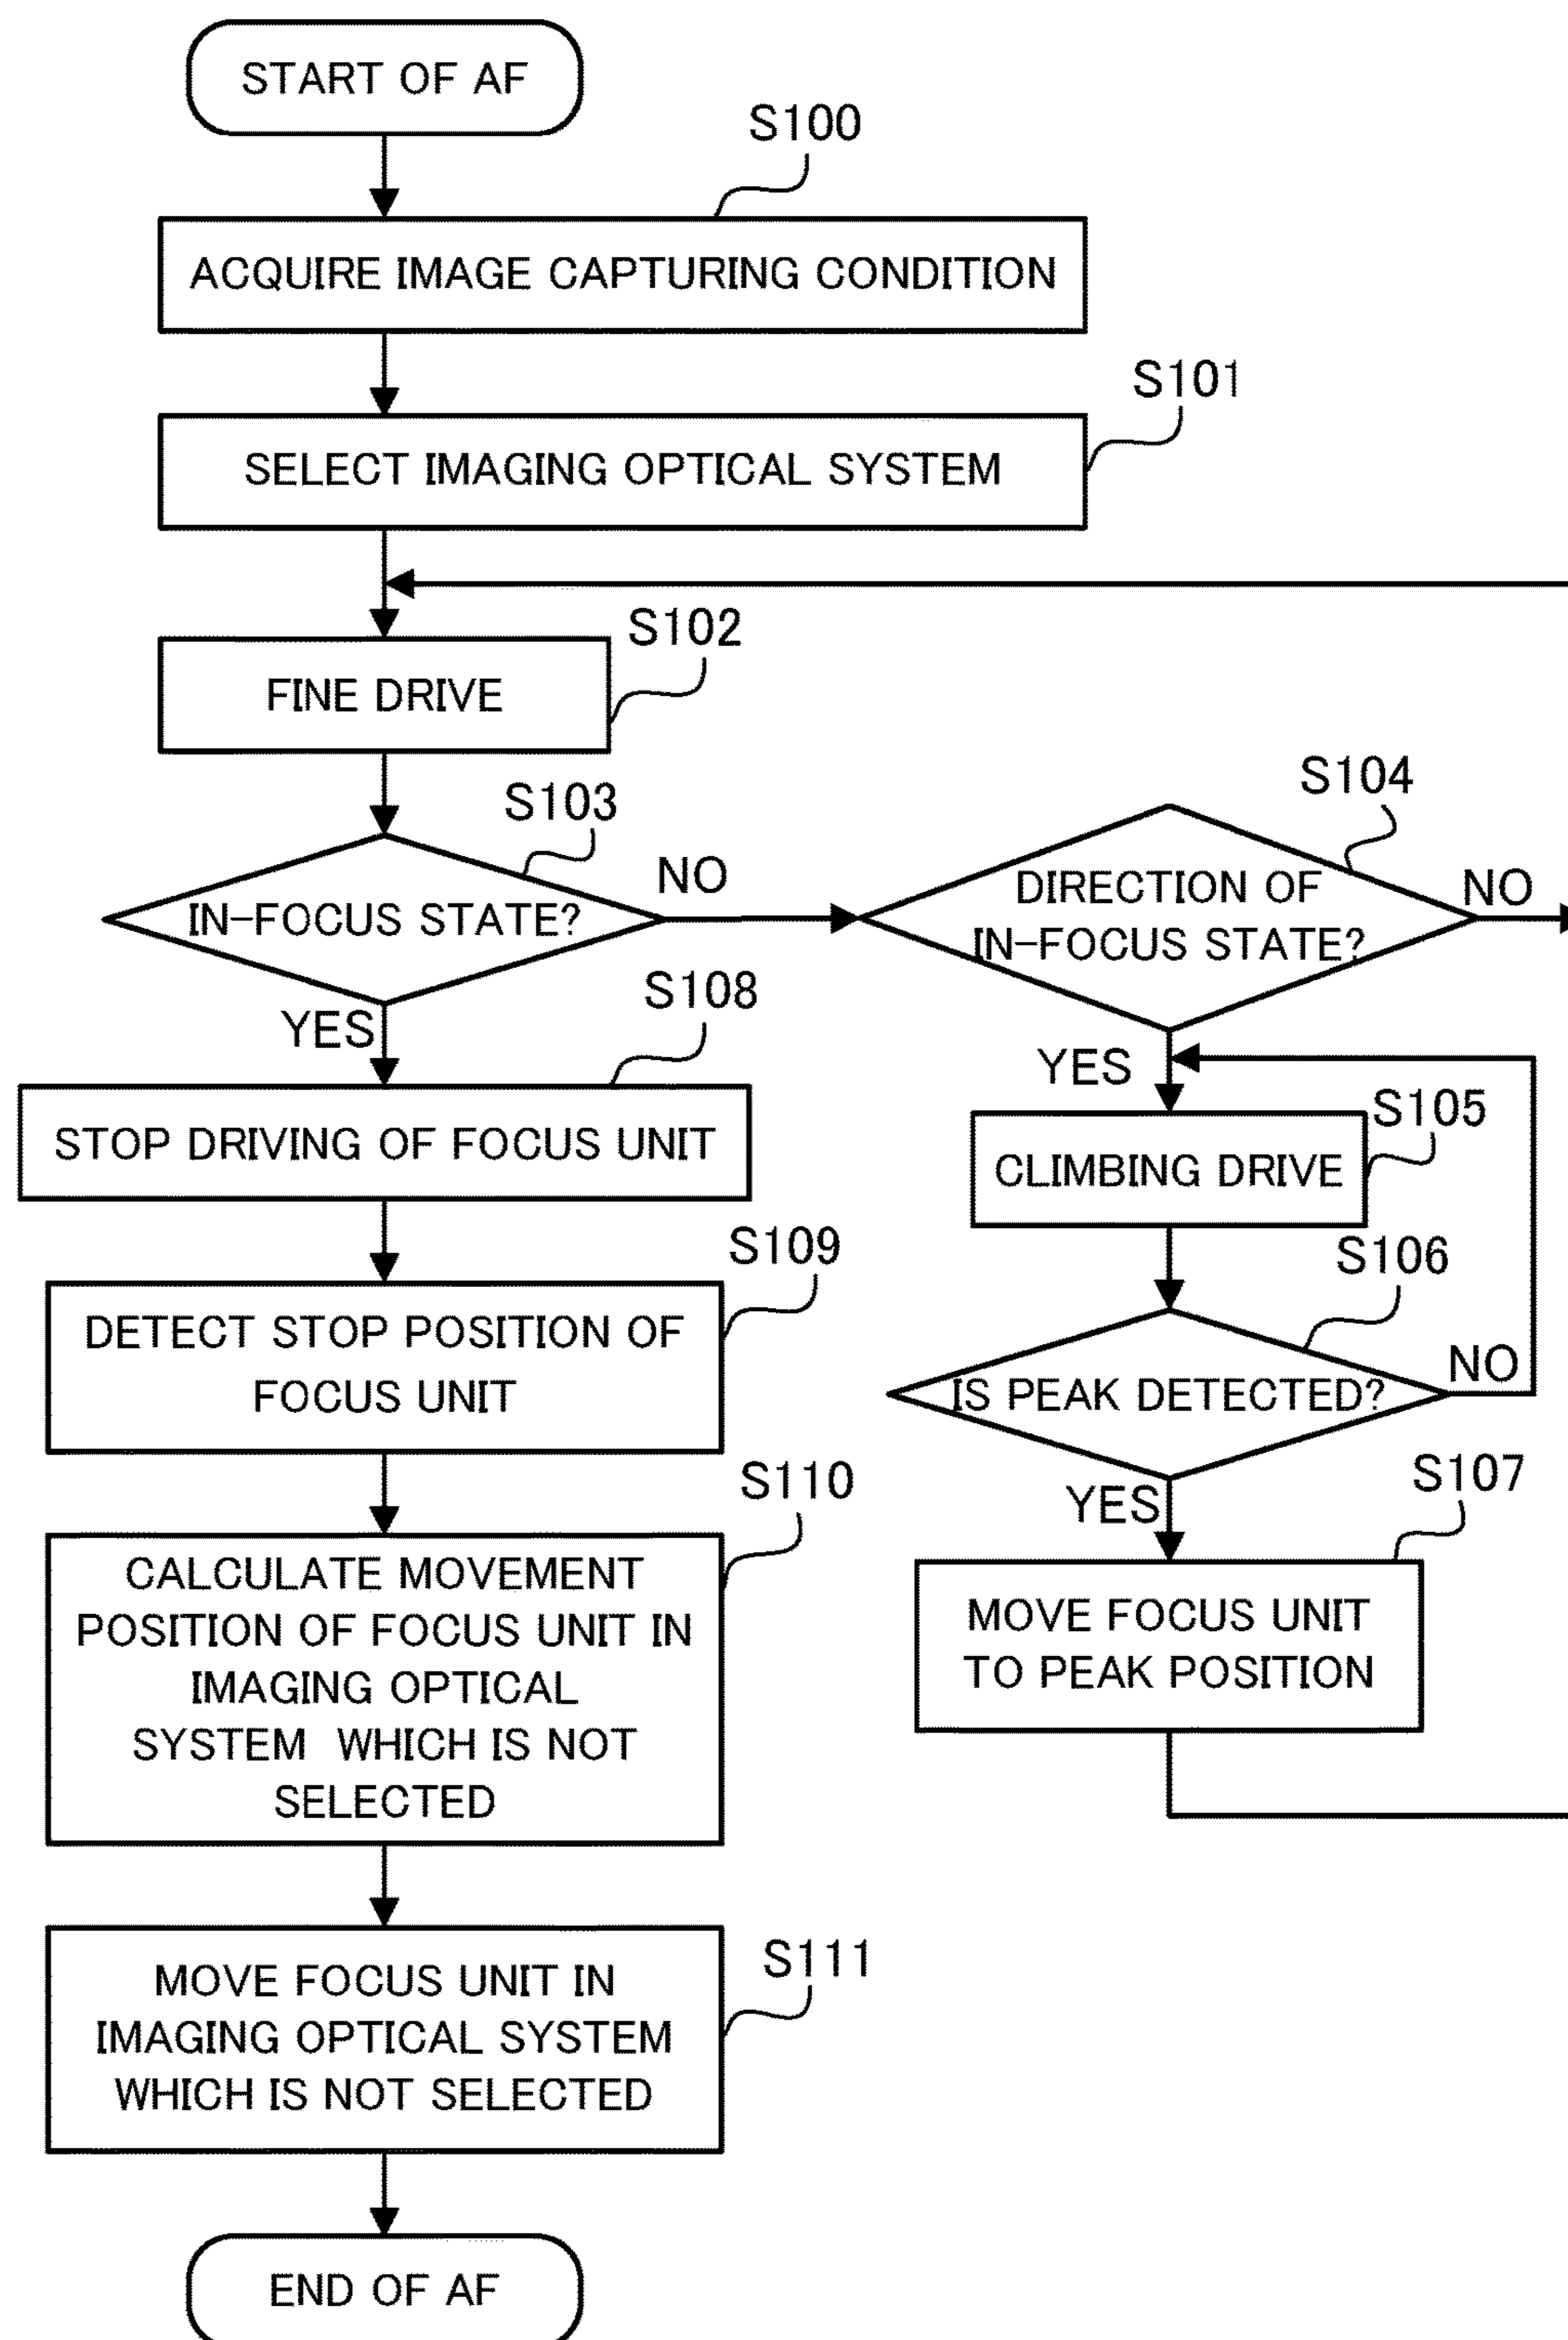 START OF AF
S100
ACQUIRE IMAGE CAPTURING CONDITION
S101
SELECT IMAGING OPTICAL SYSTEM
S102
FINE DRIVE
S103
IN-FOCUS STATE?
NO
YES
S104
DIRECTION OF
IN-FOCUS STATE?
NO
YES
S105
CLIMBING DRIVE
S106
IS PEAK DETECTED?
NO
YES
S107
MOVE FOCUS UNIT
TO PEAK POSITION
S108
STOP DRIVING OF FOCUS UNIT
S109
DETECT STOP POSITION OF
FOCUS UNIT
S110
CALCULATE MOVEMENT
POSITION OF FOCUS UNIT IN
IMAGING OPTICAL
SYSTEM WHICH IS NOT
SELECTED
S111
MOVE FOCUS UNIT IN
IMAGING OPTICAL SYSTEM
WHICH IS NOT SELECTED
END OF AF